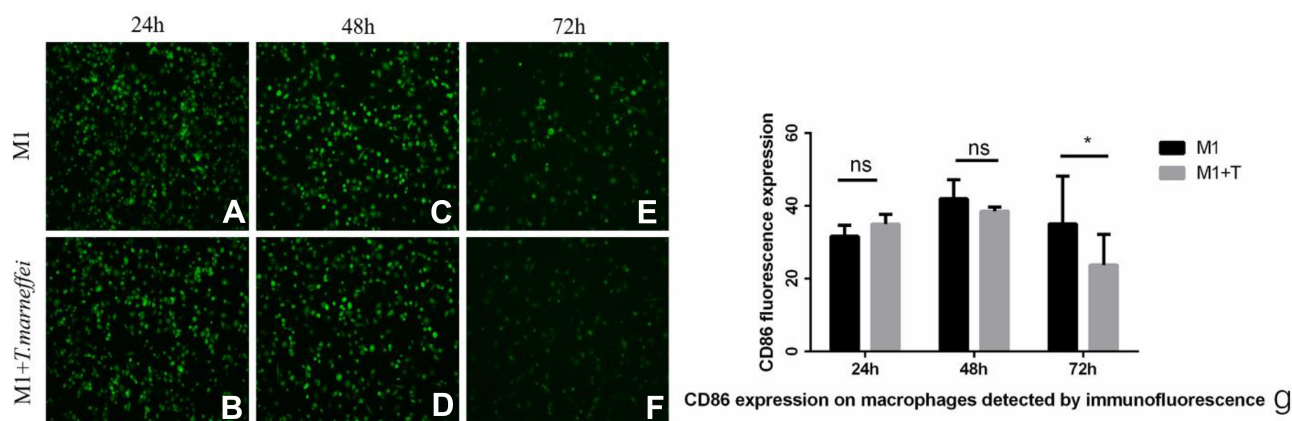 24h 48h 72h
M1
A C E
M1+T.marneffei
B D F
CD86 fluorescence expression
60
40
20
0
ns ns *
M1
M1+T
24h 48h 72h
CD86 expression on macrophages detected by immunofluorescence g